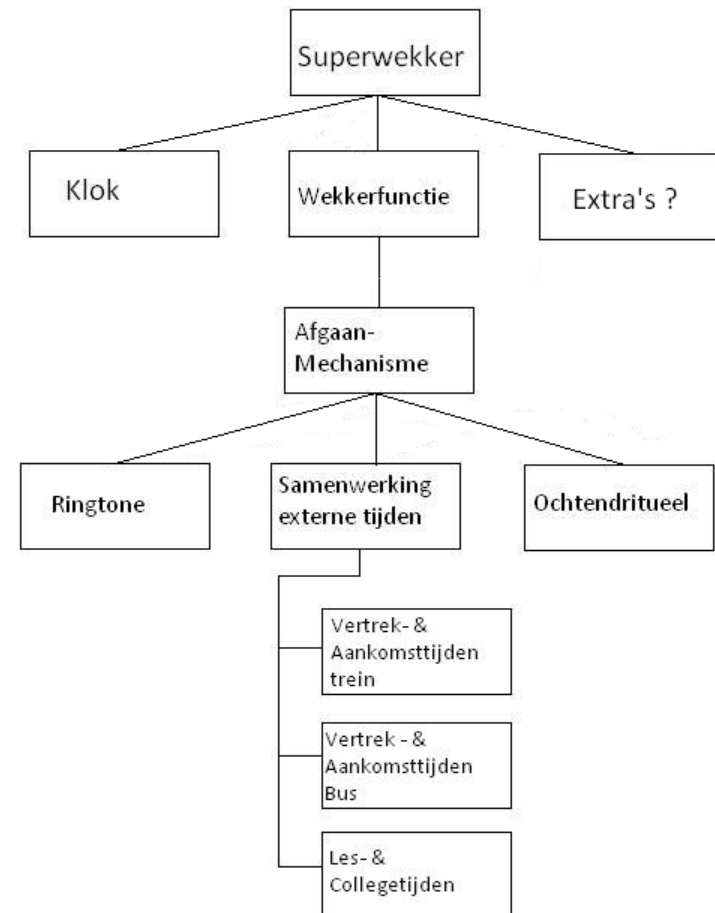 Superwekker
Klok
Wekkerfunctie
Extra's ?
Afgaan-
Mechanisme
Ringtone
Samenwerking
externe tijden
Ochtendritueel
Vertrek- &
Aankomsttijden
trein
Vertrek - &
Aankomsttijden
Bus
Les- &
Collegetijden